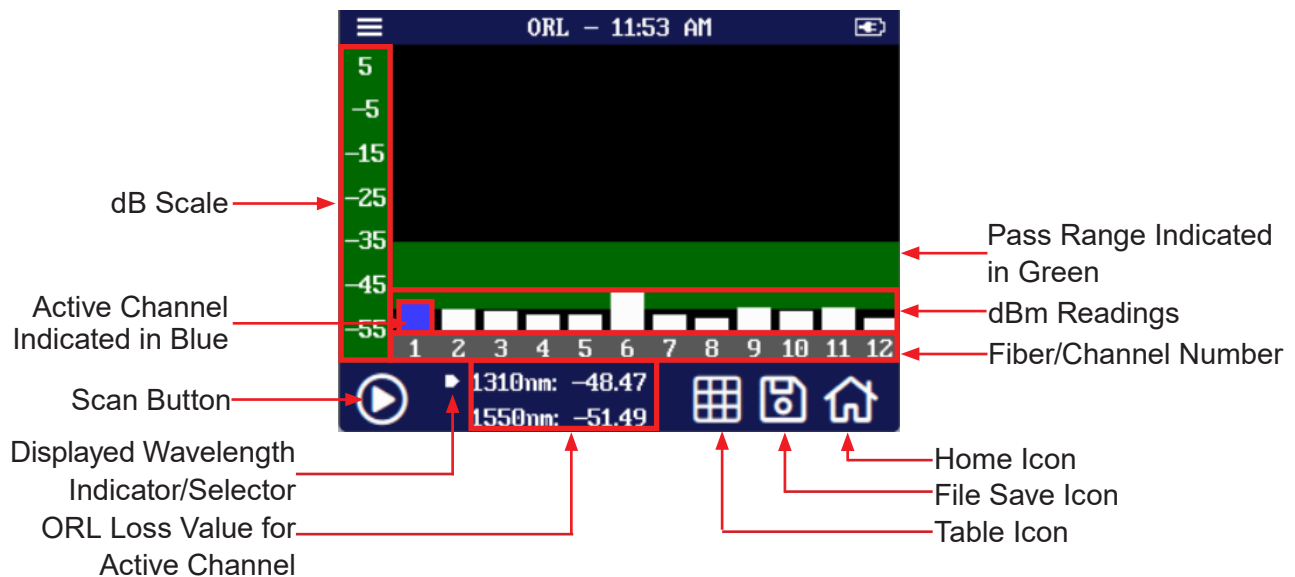 ORL – 11:53 AM
5
–5
–15
–25
–35
–45
–55
1 2 3 4 5 6 7 8 9 10 11 12
1310nm: –48.47
1550nm: –51.49
dB Scale
Active Channel
Indicated in Blue
Scan Button
Displayed Wavelength
Indicator/Selector
ORL Loss Value for
Active Channel
Pass Range Indicated
in Green
dBm Readings
Fiber/Channel Number
Home Icon
File Save Icon
Table Icon